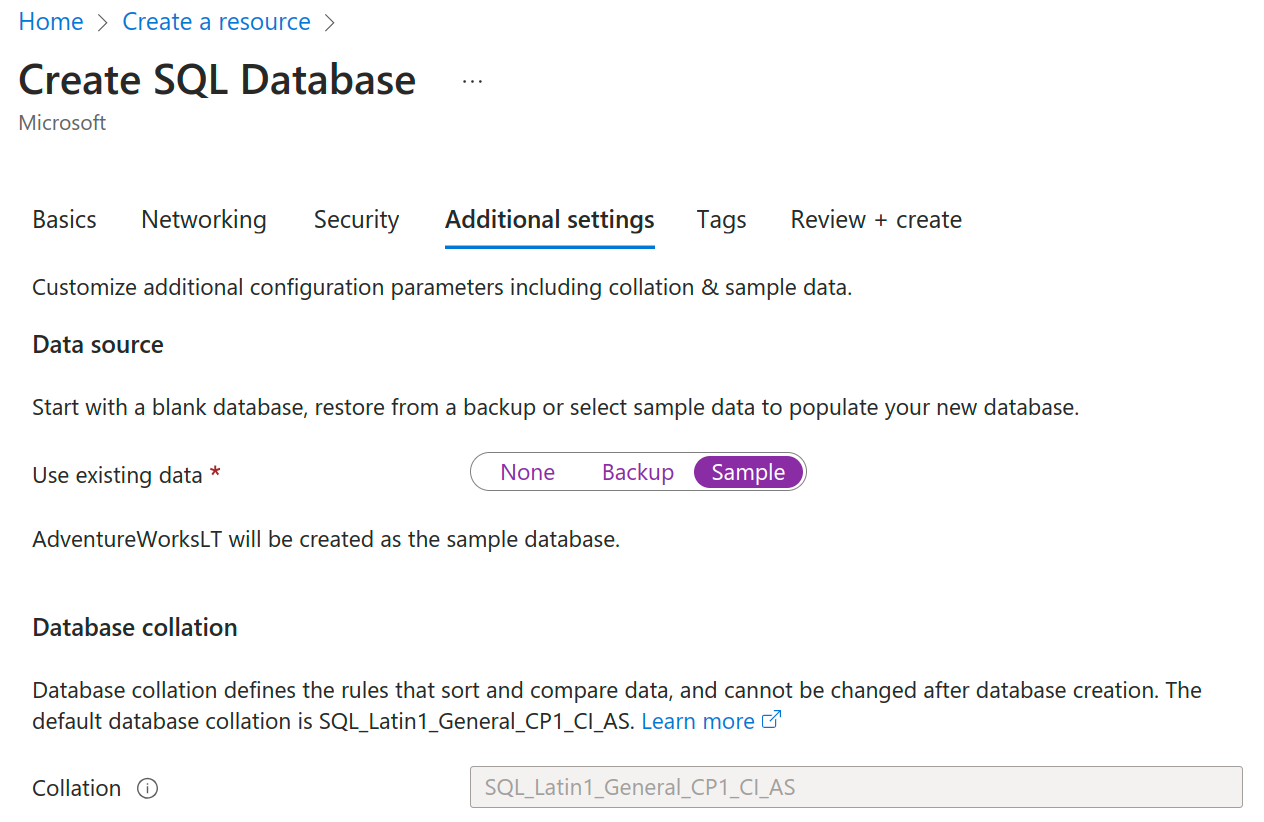 Home > Create a resource >
Create SQL Database ...
Microsoft
Basics Networking Security Additional settings Tags Review + create
Customize additional configuration parameters including collation & sample data.
Data source
Start with a blank database, restore from a backup or select sample data to populate your new database.
Use existing data * None Backup Sample
AdventureWorksLT will be created as the sample database.
Database collation
Database collation defines the rules that sort and compare data, and cannot be changed after database creation. The
default database collation is SQL_Latin1_General_CP1_CI_AS. Learn more
Collation SQL_Latin1_General_CP1_CI_AS